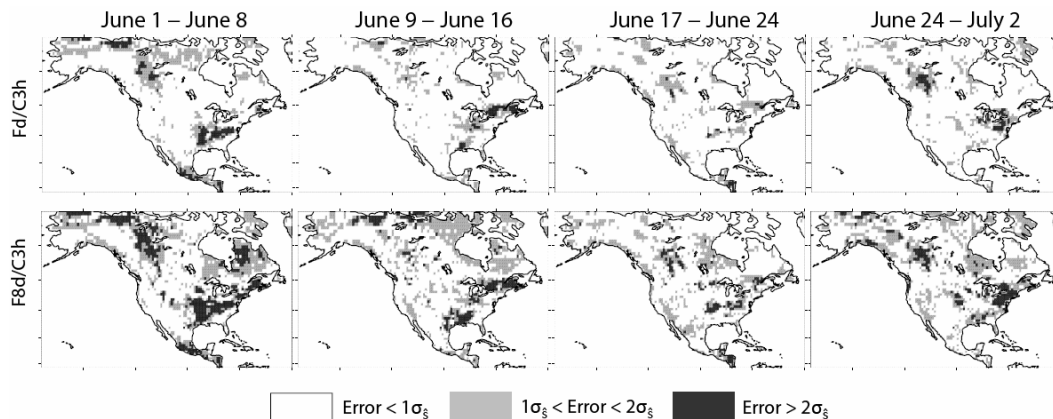 June 1 – June 8
June 9 – June 16
June 17 – June 24
June 24 – July 2
Fd/C3h
F8d/C3h
Error < 1σŝ
1σŝ < Error < 2σŝ
Error > 2σŝ